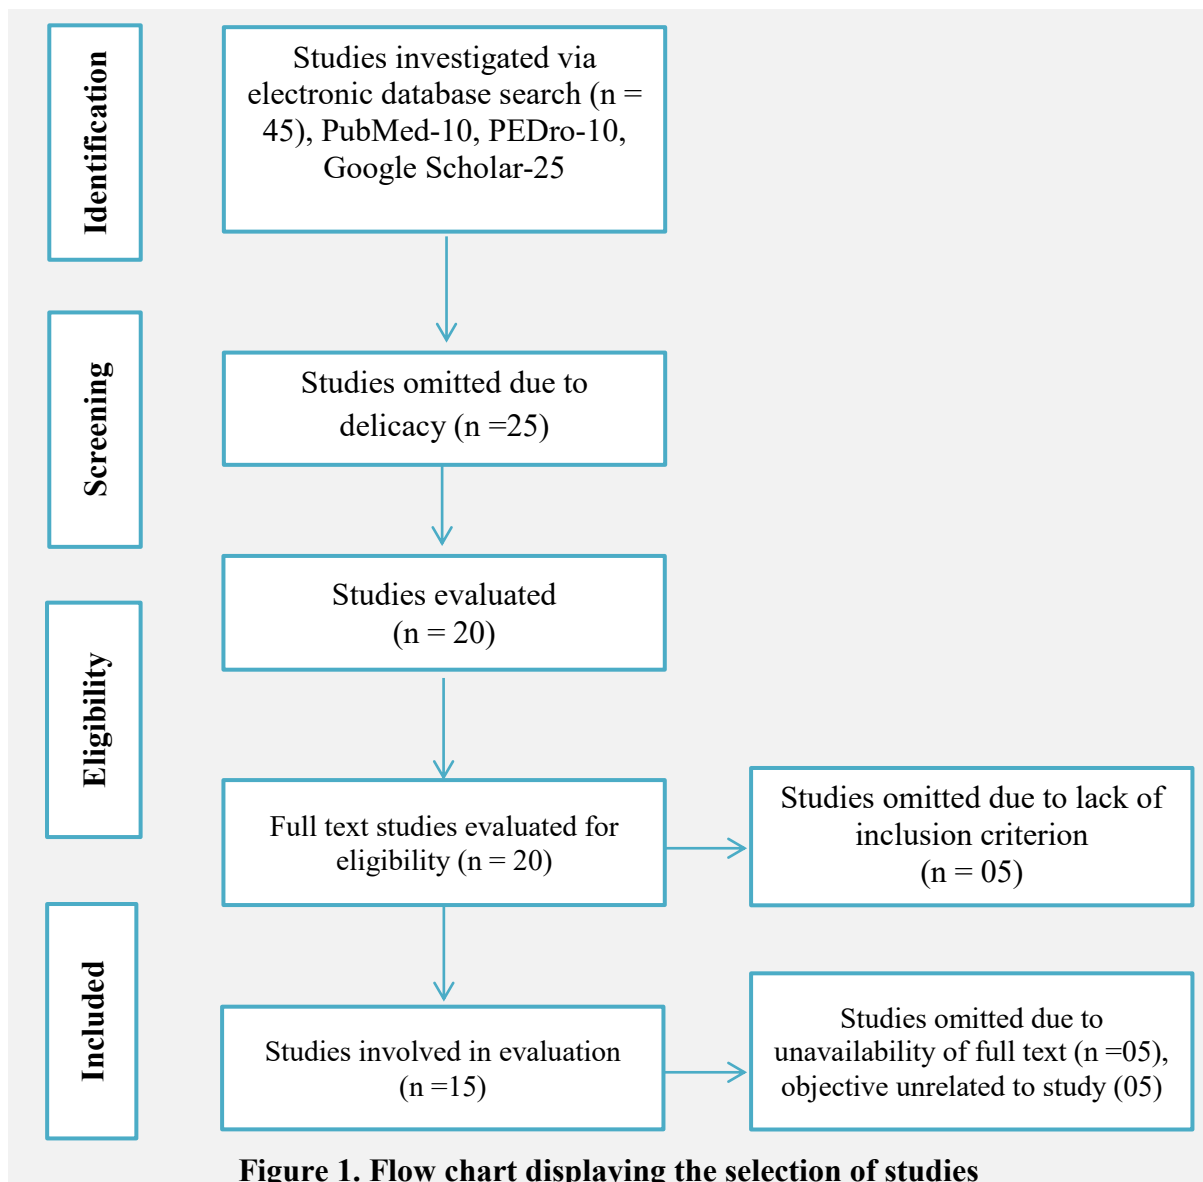 Identification
Studies investigated via
electronic database search (n =
45), PubMed-10, PEDro-10,
Google Scholar-25
Screening
Studies omitted due to
delicacy (n =25)
Studies evaluated
(n = 20)
Eligibility
Full text studies evaluated for
eligibility (n = 20)
Studies omitted due to lack of
inclusion criterion
(n = 05)
Included
Studies involved in evaluation
(n =15)
Studies omitted due to
unavailability of full text (n =05),
objective unrelated to study (05)
Figure 1. Flow chart displaying the selection of studies